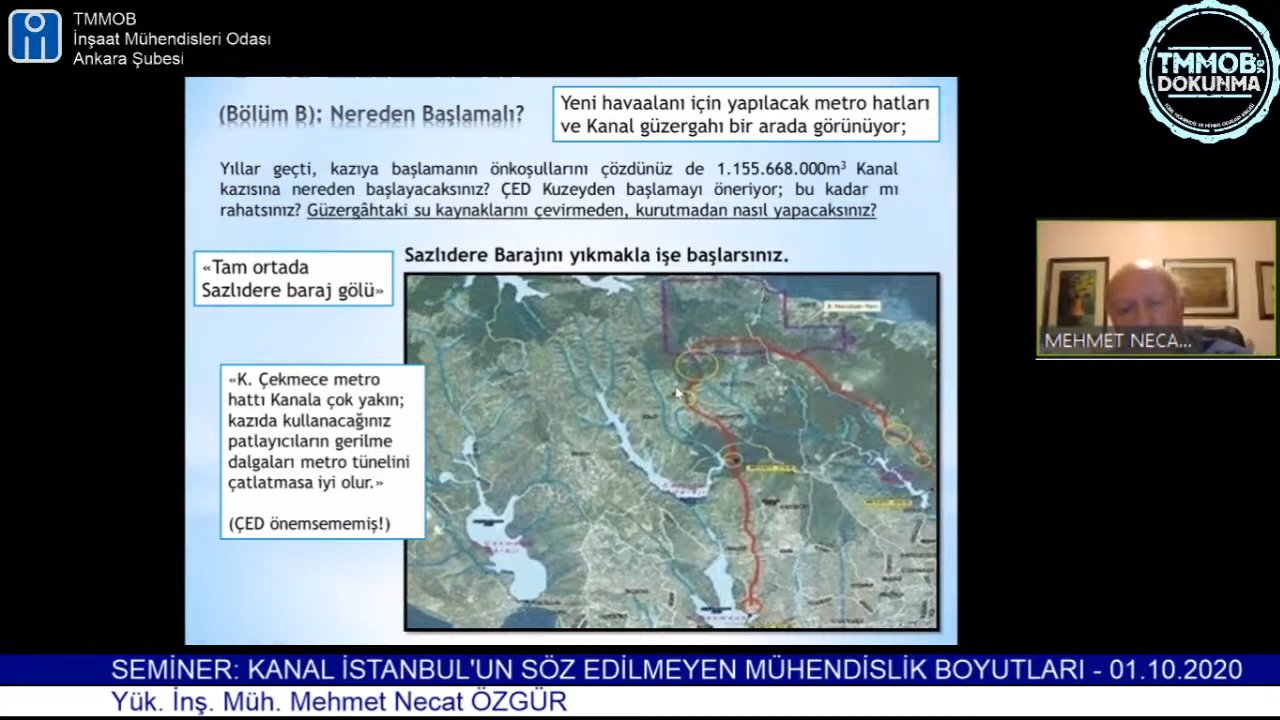 TMMOB
İnşaat Mühendisleri Odası
Ankara Şubesi
TMMOB'YE
DOKUNMA
(Bölüm B): Nereden Başlamalı?
Yeni havaalanı için yapılacak metro hatları
ve Kanal güzergahı bir arada görünüyor;
Yıllar geçti, kazıya başlamanın önkoşullarını çözdünüz de 1.155.668.000m³ Kanal
kazısına nereden başlayacaksınız? ÇED Kuzeyden başlamayı öneriyor; bu kadar mı
rahatsınız? Güzergâhtaki su kaynaklarını çevirmeden, kurutmadan nasıl yapacaksınız?
«Tam ortada
Sazlıdere baraj gölü»
Sazlıdere Barajını yıkmakla işe başlarsınız.
«K. Çekmece metro
hattı Kanala çok yakın;
kazıda kullanacağınız
patlayıcıların gerilme
dalgaları metro tünelini
çatlatmasa iyi olur.»
(ÇED önemsememiş!)
MEHMET NECA...
SEMİNER: KANAL İSTANBUL'UN SÖZ EDİLMEYEN MÜHENDİSLİK BOYUTLARI - 01.10.2020
Yük. İnş. Müh. Mehmet Necat ÖZGÜR